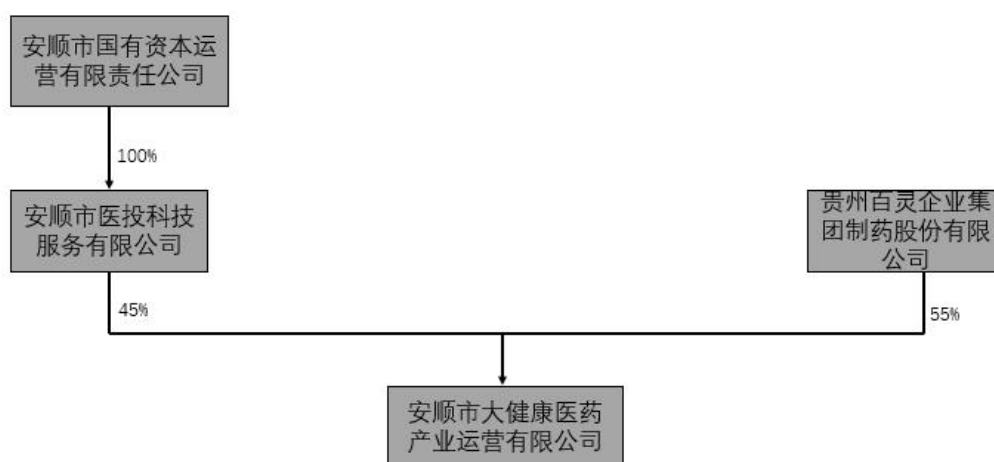 安顺市国有资本运
营有限责任公司
100%
安顺市医投科技
服务有限公司
贵州百灵企业集
团制药股份有限
公司
45%
55%
安顺市大健康医药
产业运营有限公司